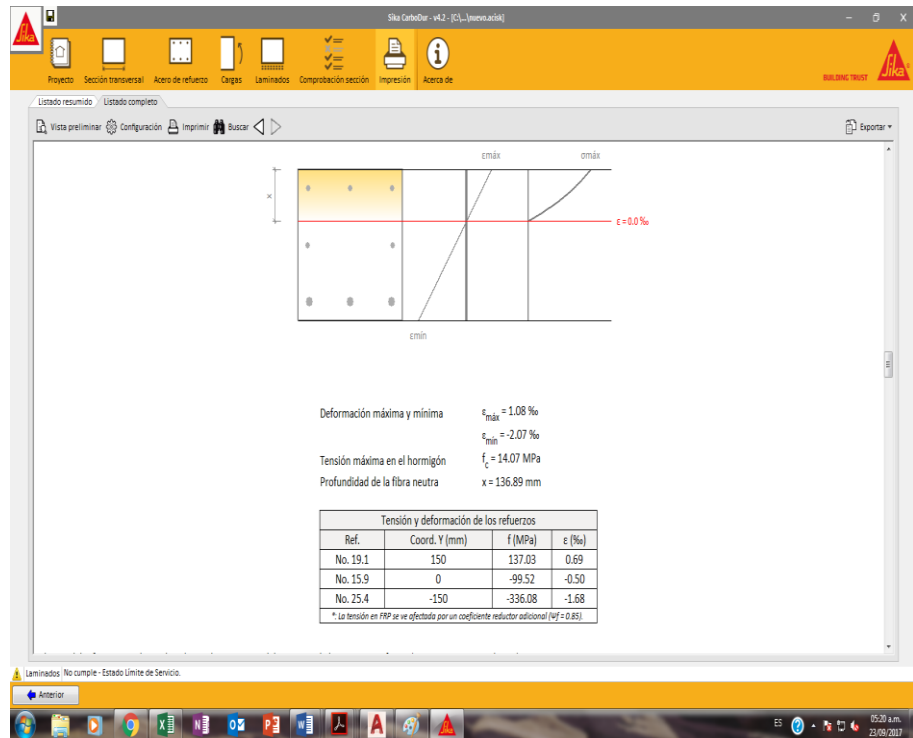 Sika CarboDur - v4.2 - [C:\...\nuevo.acisk]
Sika
Proyecto Sección transversal Acero de refuerzo Cargas Laminados Comprobación sección Impresión Acerca de
BUILDING TRUST Sika
Listado resumido Listado completo
Vista preliminar Configuración Imprimir Buscar Exportar
εmáx σmáx
x
ε = 0.0 ‰
εmín
Deformación máxima y mínima εmáx = 1.08 ‰
εmín = -2.07 ‰
Tensión máxima en el hormigón fc = 14.07 MPa
Profundidad de la fibra neutra x = 136.89 mm
Tensión y deformación de los refuerzos
Ref. Coord. Y (mm) f (MPa) ε (‰)
No. 19.1 150 137.03 0.69
No. 15.9 0 -99.52 -0.50
No. 25.4 -150 -336.08 -1.68
*: La tensión en FRP se ve afectada por un coeficiente reductor adicional (Ψf = 0.85).
Laminados No cumple - Estado Límite de Servicio.
Anterior
ES 05:20 a.m.
23/09/2017